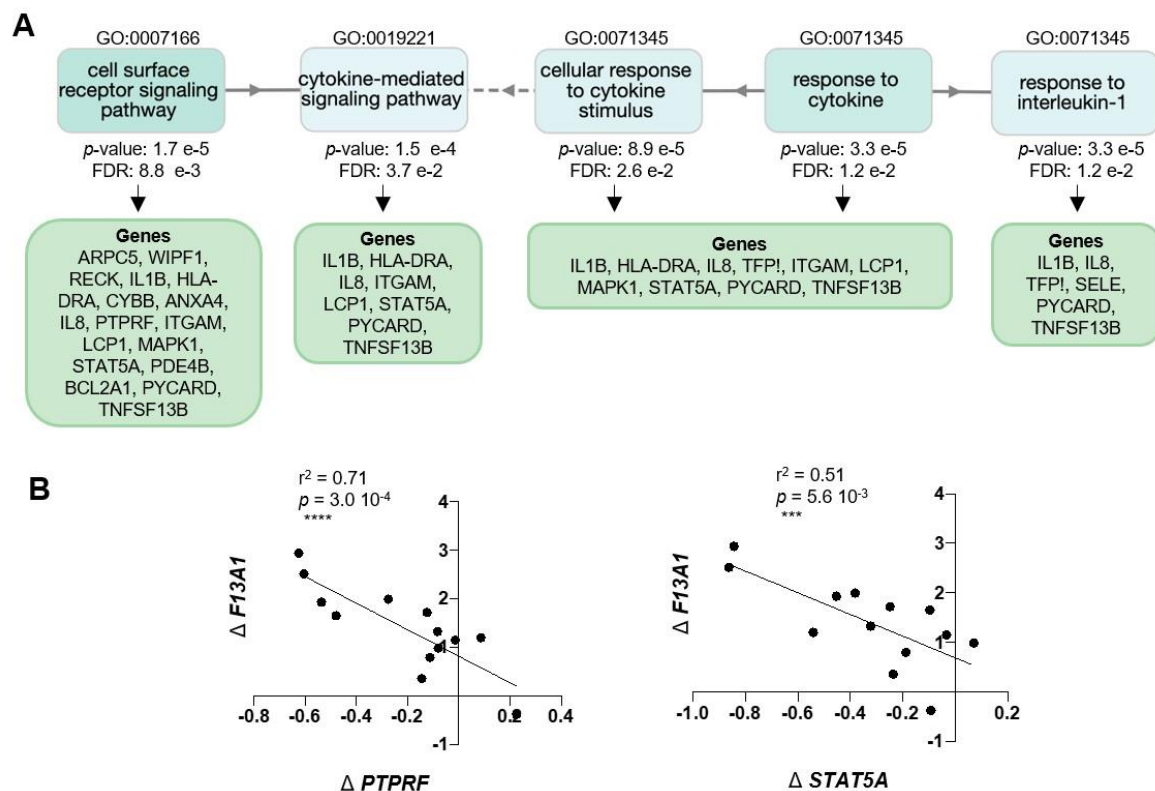 A
GO:0007166
cell surface
receptor signaling
pathway
p-value: 1.7 e-5
FDR: 8.8 e-3
Genes
ARPC5, WIPF1,
RECK, IL1B, HLA-
DRA, CYBB, ANXA4,
IL8, PTPRF, ITGAM,
LCP1, MAPK1,
STAT5A, PDE4B,
BCL2A1, PYCARD,
TNFSF13B
GO:0019221
cytokine-mediated
signaling pathway
p-value: 1.5 e-4
FDR: 3.7 e-2
Genes
IL1B, HLA-DRA,
IL8, ITGAM,
LCP1, STAT5A,
PYCARD,
TNFSF13B
GO:0071345
cellular response
to cytokine
stimulus
p-value: 8.9 e-5
FDR: 2.6 e-2
GO:0071345
response to
cytokine
p-value: 3.3 e-5
FDR: 1.2 e-2
Genes
IL1B, HLA-DRA, IL8, TFP!, ITGAM, LCP1,
MAPK1, STAT5A, PYCARD, TNFSF13B
GO:0071345
response to
interleukin-1
p-value: 3.3 e-5
FDR: 1.2 e-2
Genes
IL1B, IL8,
TFP!, SELE,
PYCARD,
TNFSF13B
B
r² = 0.71
p = 3.0 10⁻⁴
****
Δ F13A1
4
3
2
1
-1
-0.8 -0.6 -0.4 -0.2 0.2 0.4
Δ PTPRF
r² = 0.51
p = 5.6 10⁻³
***
Δ F13A1
4
3
2
1
-1
-1.0 -0.8 -0.6 -0.4 -0.2 0.2
Δ STAT5A